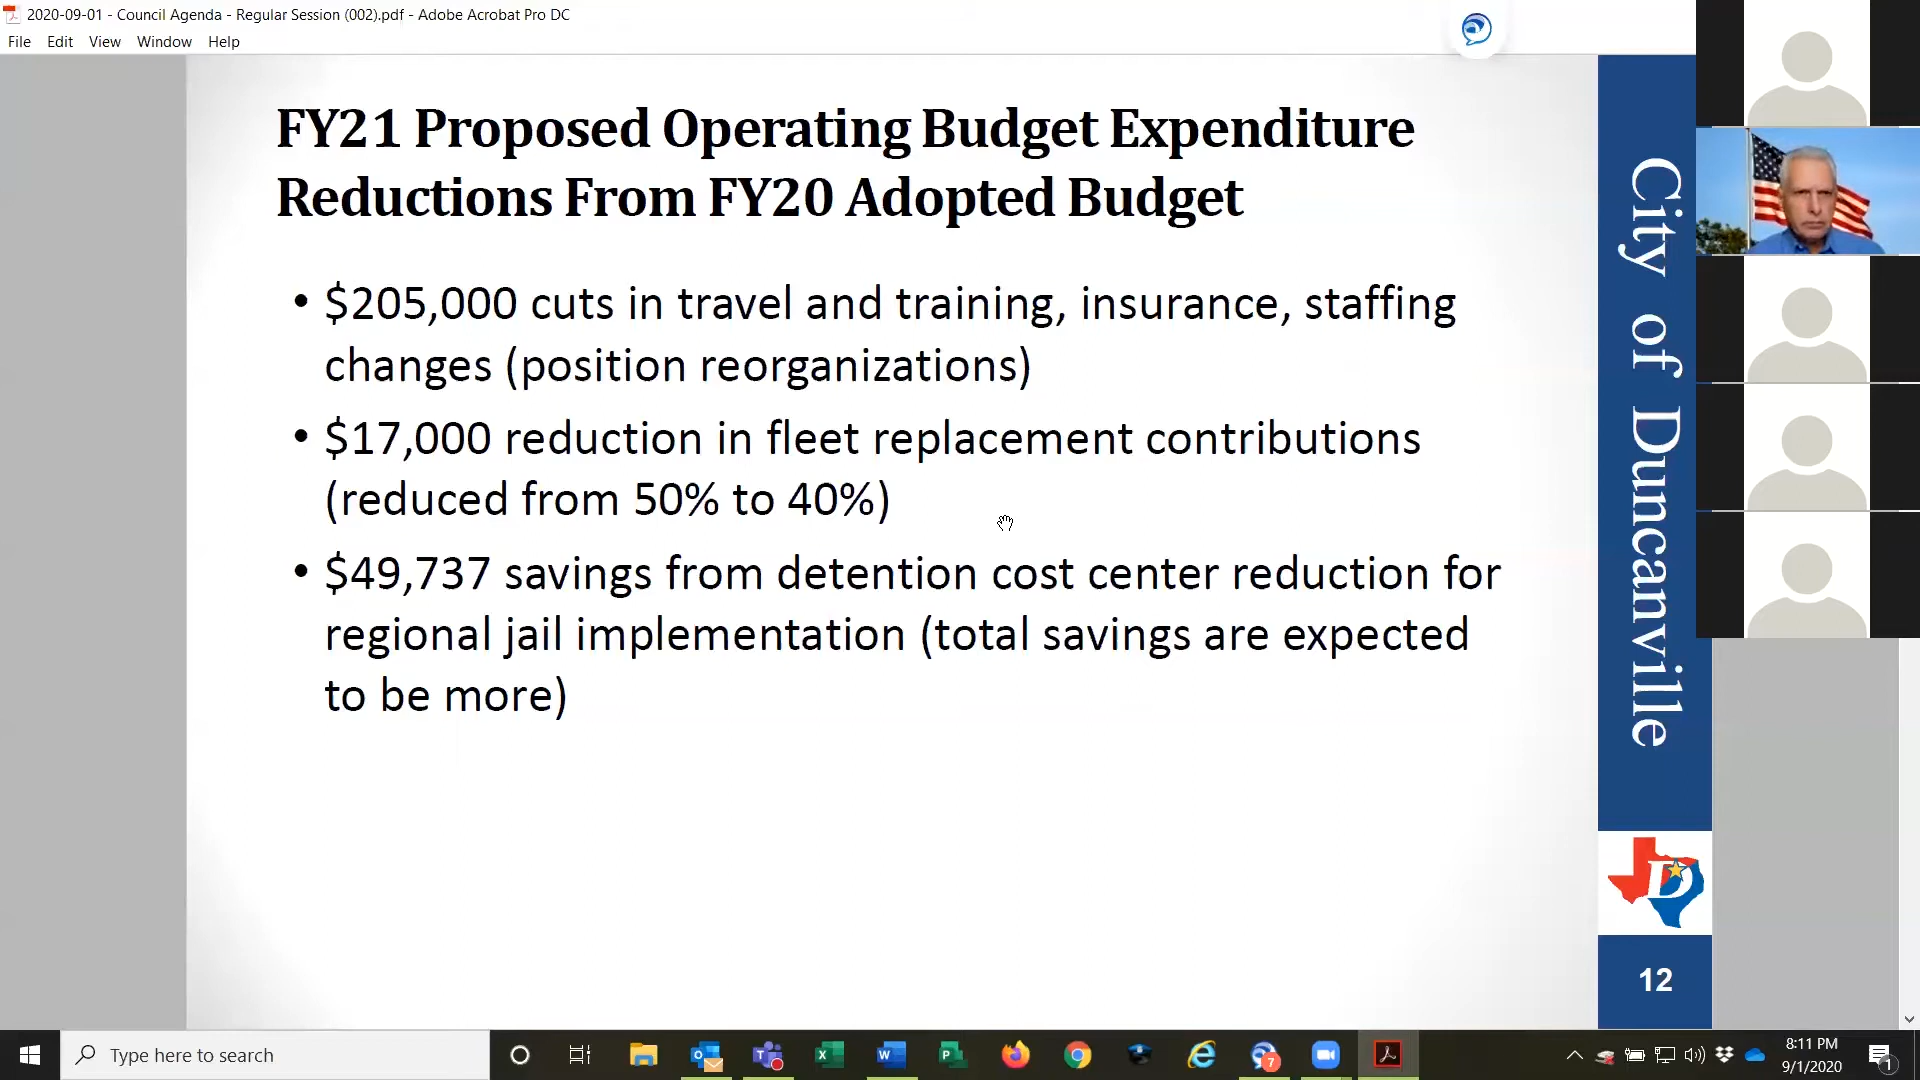 2020-09-01 - Council Agenda - Regular Session (002).pdf - Adobe Acrobat Pro DC
File Edit View Window Help
FY21 Proposed Operating Budget Expenditure
Reductions From FY20 Adopted Budget
• $205,000 cuts in travel and training, insurance, staffing
changes (position reorganizations)
• $17,000 reduction in fleet replacement contributions
(reduced from 50% to 40%)
• $49,737 savings from detention cost center reduction for
regional jail implementation (total savings are expected
to be more)
City of Duncanville
D
12
Type here to search
7
8:11 PM
9/1/2020
1